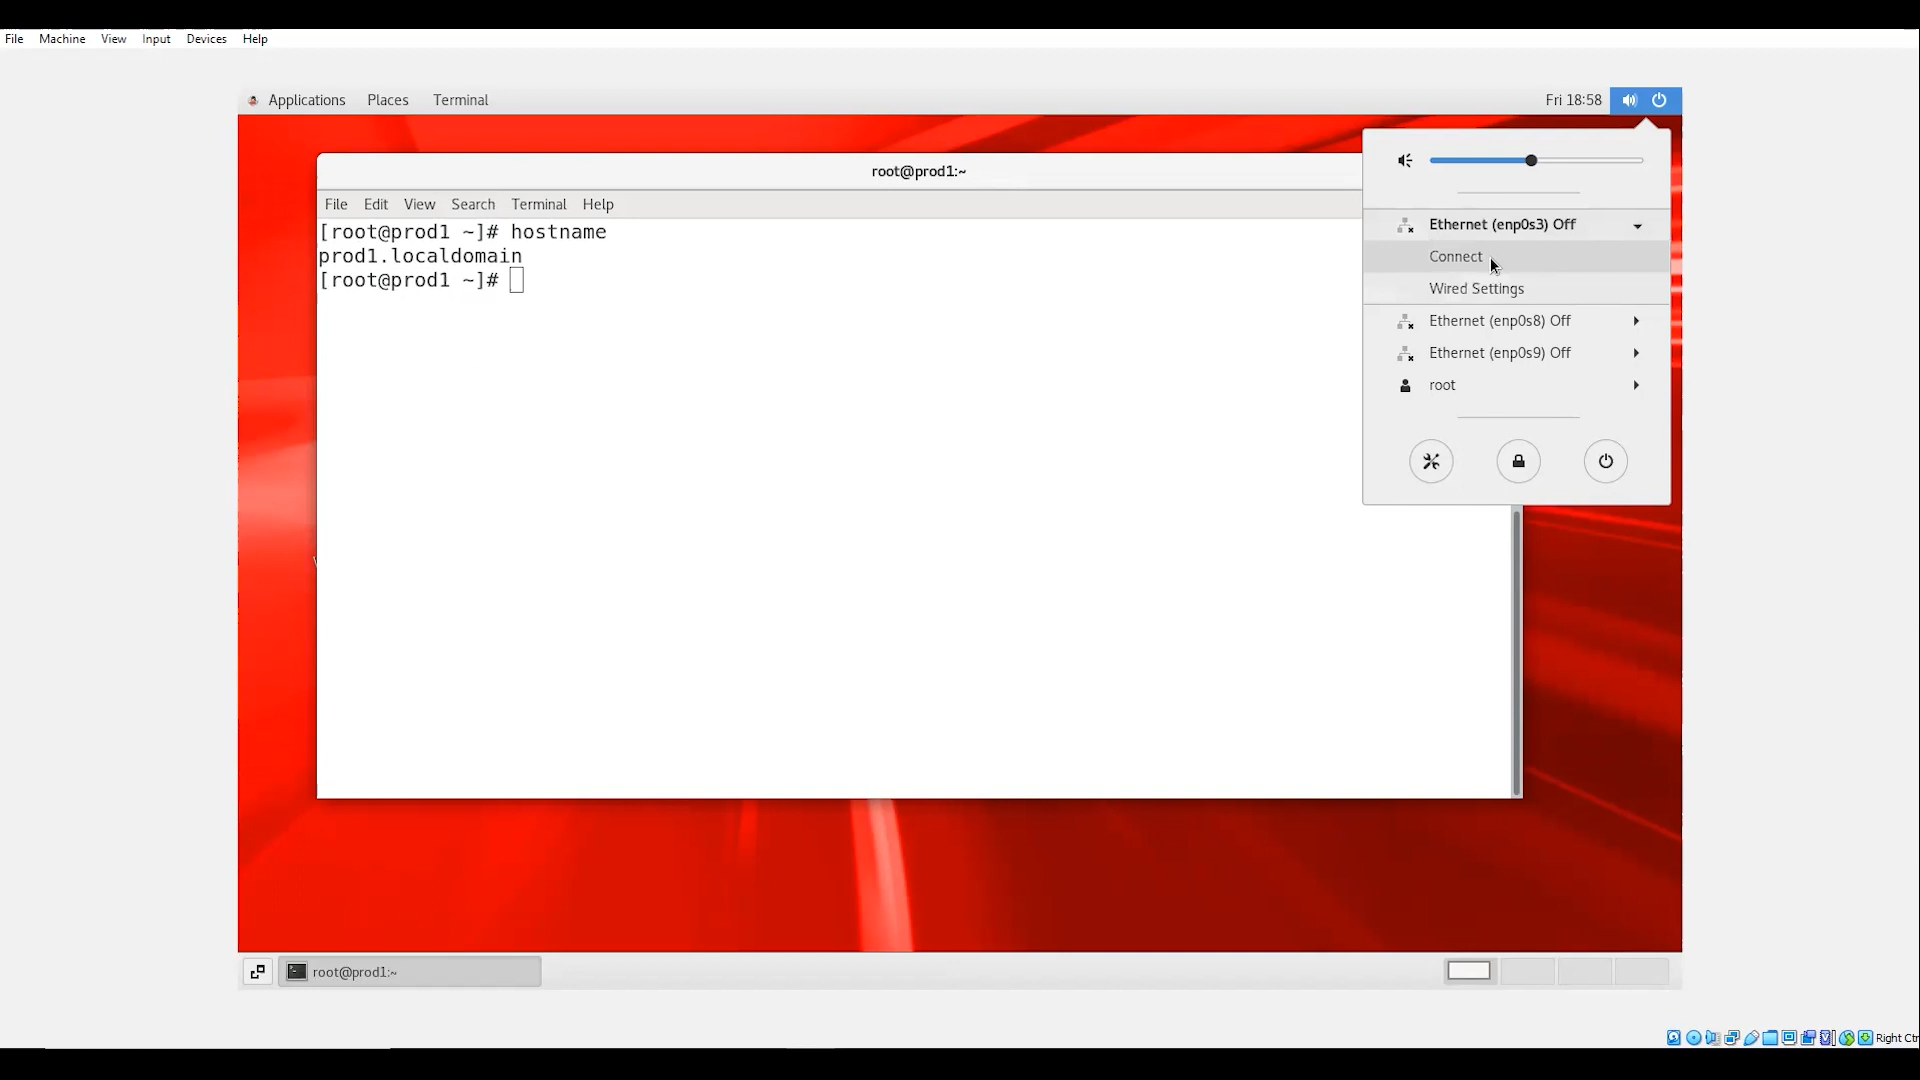 File Machine View Input Devices Help
Applications Places Terminal Fri 18:58
root@prod1:~
File Edit View Search Terminal Help
[root@prod1 ~]# hostname
prod1.localdomain
[root@prod1 ~]#
Ethernet (enp0s3) Off
Connect
Wired Settings
Ethernet (enp0s8) Off
Ethernet (enp0s9) Off
root
root@prod1:~
Right Ctr